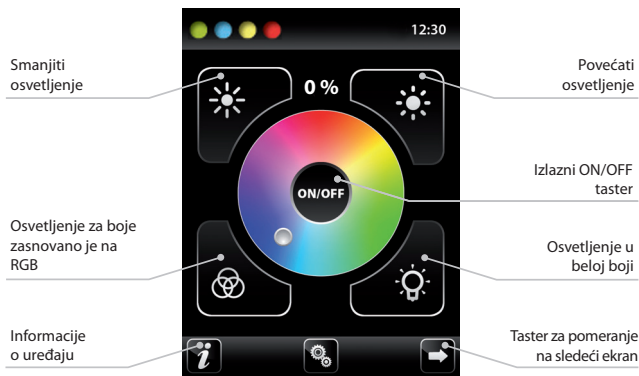 12:30
Smanjiti
osvetljenje
0 %
Povećati
osvetljenje
ON/OFF
Izlazni ON/OFF
taster
Osvetljenje za boje
zasnovano je na
RGB
Osvetljenje u
beloj boji
Informacije
o uređaju
i
Taster za pomeranje
na sledeći ekran